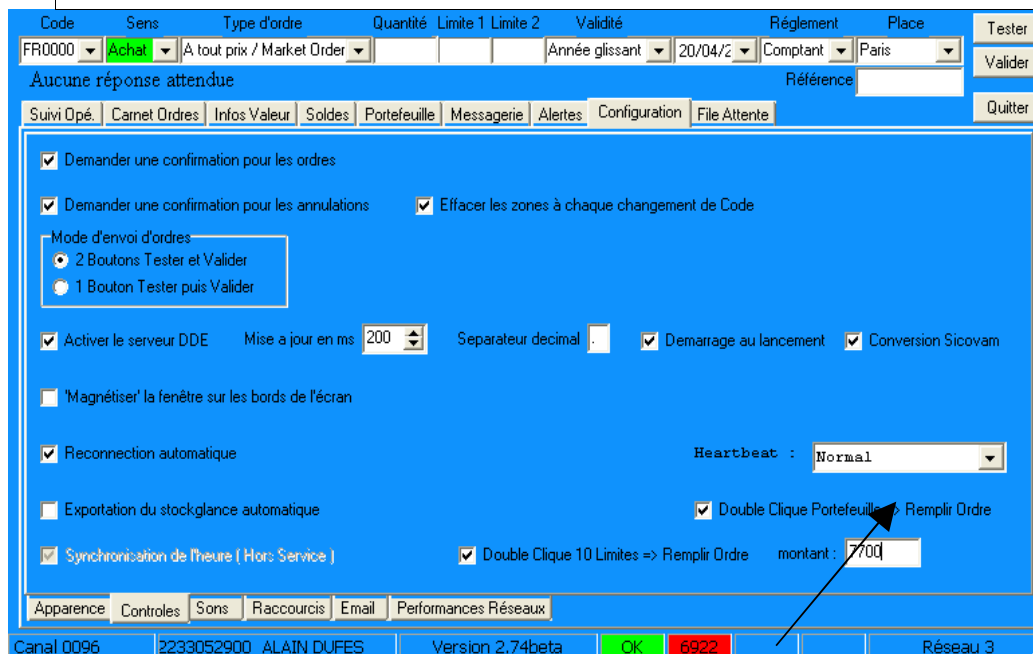 Code Sens Type d'ordre Quantité Limite 1 Limite 2 Validité Réglement Place
Tester
FR0000 Achat A tout prix / Market Order Année glissant 20/04/2 Comptant Paris
Valider
Aucune réponse attendue Référence
Suivi Opé. Carnet Ordres Infos Valeur Soldes Portefeuille Messagerie Alertes Configuration File Attente
Quitter
Demander une confirmation pour les ordres
Demander une confirmation pour les annulations Effacer les zones à chaque changement de Code
Mode d'envoi d'ordres
2 Boutons Tester et Valider
1 Bouton Tester puis Valider
Activer le serveur DDE Mise a jour en ms 200 Separateur decimal . Demarrage au lancement Conversion Sicovam
'Magnétiser' la fenêtre sur les bords de l'écran
Reconnection automatique Heartbeat : Normal
Exportation du stockglance automatique Double Clique Portefeuille => Remplir Ordre
Synchronisation de l'heure ( Hors Service ) Double Clique 10 Limites => Remplir Ordre montant : 7700
Apparence Controles Sons Raccourcis Email Performances Réseaux
Canal 0096 2233052900 ALAIN DUFES Version 2.74beta OK 6922 Réseau 3